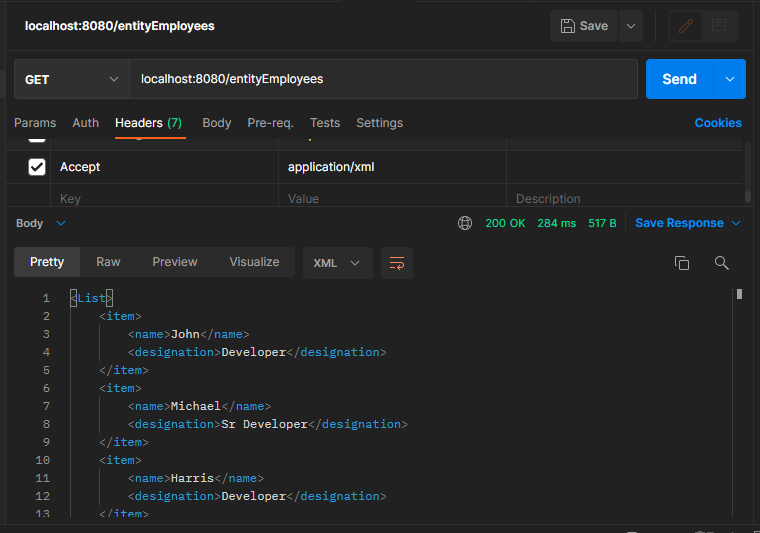 localhost:8080/entityEmployees
Save
GET
localhost:8080/entityEmployees
Send
Params Auth Headers (7) Body Pre-req. Tests Settings
Cookies
Accept application/xml
Key Value Description
Body
200 OK 284 ms 517 B Save Response
Pretty Raw Preview Visualize XML
1 <List>
2 <item>
3 <name>John</name>
4 <designation>Developer</designation>
5 </item>
6 <item>
7 <name>Michael</name>
8 <designation>Sr Developer</designation>
9 </item>
10 <item>
11 <name>Harris</name>
12 <designation>Developer</designation>
13 </item>